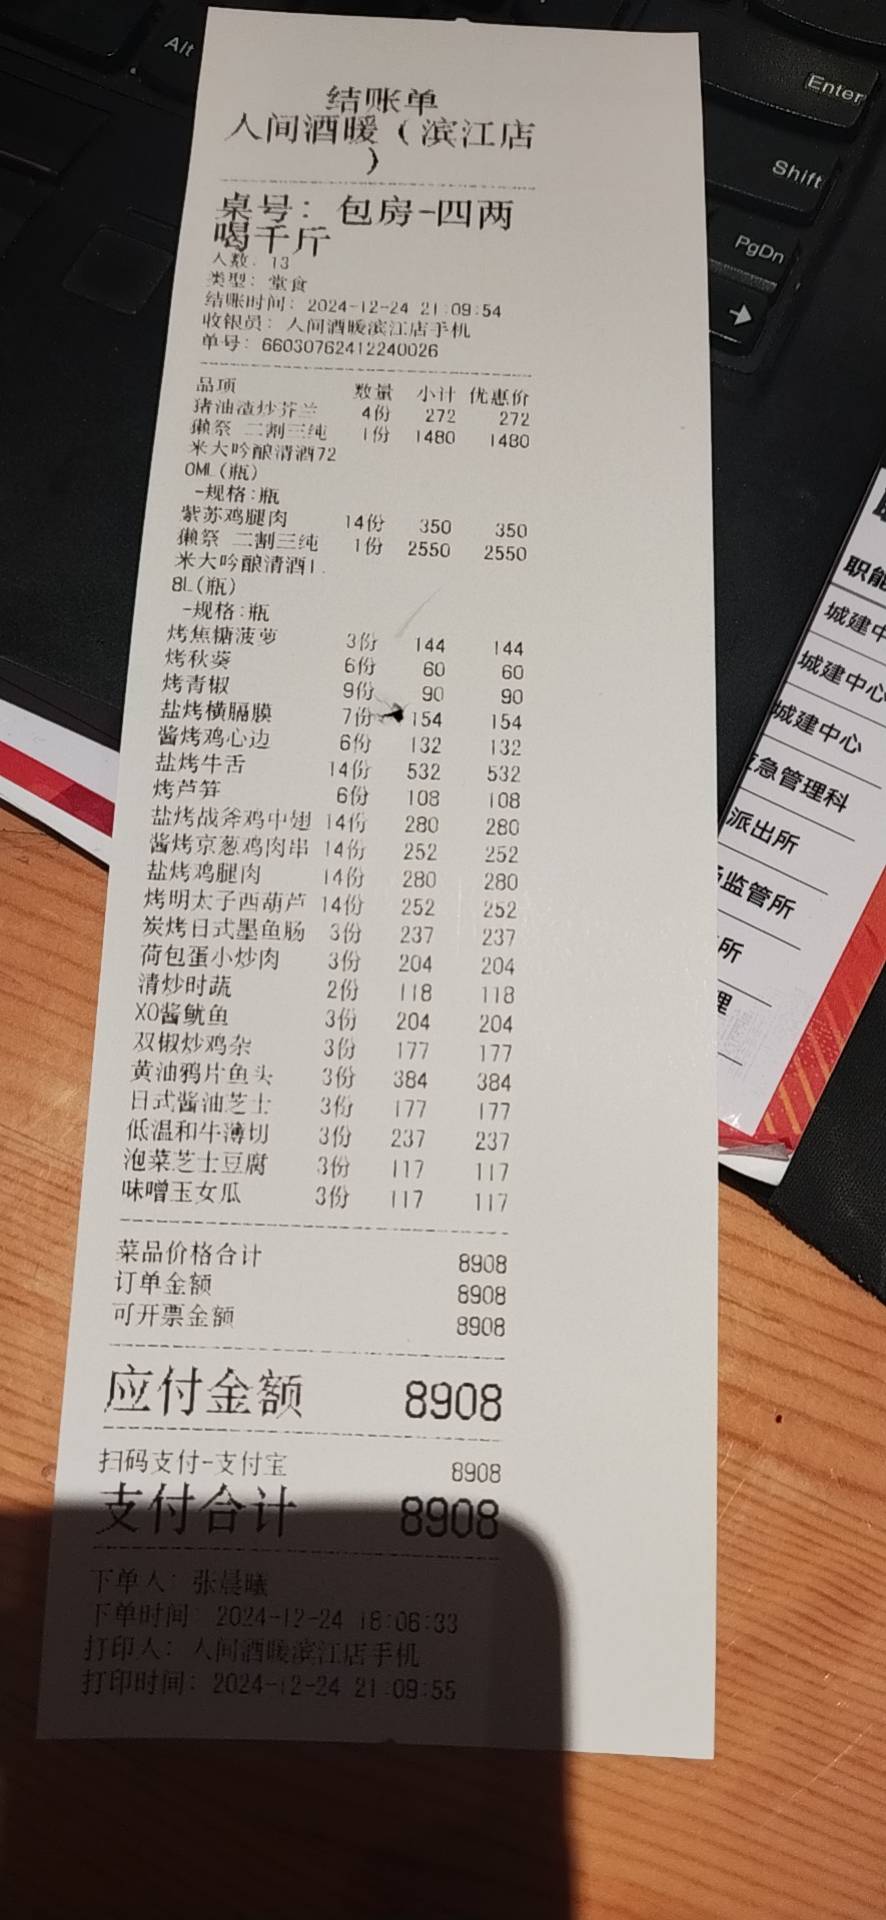 Alt
Enter
Shift
PgDn
结账单
人间酒暖（滨江店
）
桌号：包房-四两
喝千斤
人数：13
类型：堂食
结账时间：2024-12-24 21:09:54
收银员：人间酒暖滨江店手机
单号：66030762412240026
品项 数量 小计 优惠价
猪油渣炒芥兰 4份 272 272
獭祭 二割三纯 1份 1480 1480
米大吟酿清酒72
0ML(瓶)
-规格:瓶
紫苏鸡腿肉 14份 350 350
獭祭 二割三纯 1份 2550 2550
米大吟酿清酒1.
8L(瓶)
-规格:瓶
烤焦糖菠萝 3份 144 144
烤秋葵 6份 60 60
烤青椒 9份 90 90
盐烤横膈膜 7份 154 154
酱烤鸡心边 6份 132 132
盐烤牛舌 14份 532 532
烤芦笋 6份 108 108
盐烤战斧鸡中翅 14份 280 280
酱烤京葱鸡肉串 14份 252 252
盐烤鸡腿肉 14份 280 280
烤明太子西葫芦 14份 252 252
炭烤日式墨鱼肠 3份 237 237
荷包蛋小炒肉 3份 204 204
清炒时蔬 2份 118 118
XO酱鱿鱼 3份 204 204
双椒炒鸡杂 3份 177 177
黄油鸦片鱼头 3份 384 384
日式酱油芝士 3份 177 177
低温和牛薄切 3份 237 237
泡菜芝士豆腐 3份 117 117
味噌玉女瓜 3份 117 117
菜品价格合计 8908
订单金额 8908
可开票金额 8908
应付金额 8908
扫码支付-支付宝 8908
支付合计 8908
下单人：张晨曦
下单时间：2024-12-24 18:06:33
打印人：人间酒暖滨江店手机
打印时间：2024-12-24 21:09:55
职能
城建中
城建中心
城建中心
急管理科
派出所
监管所
所
理